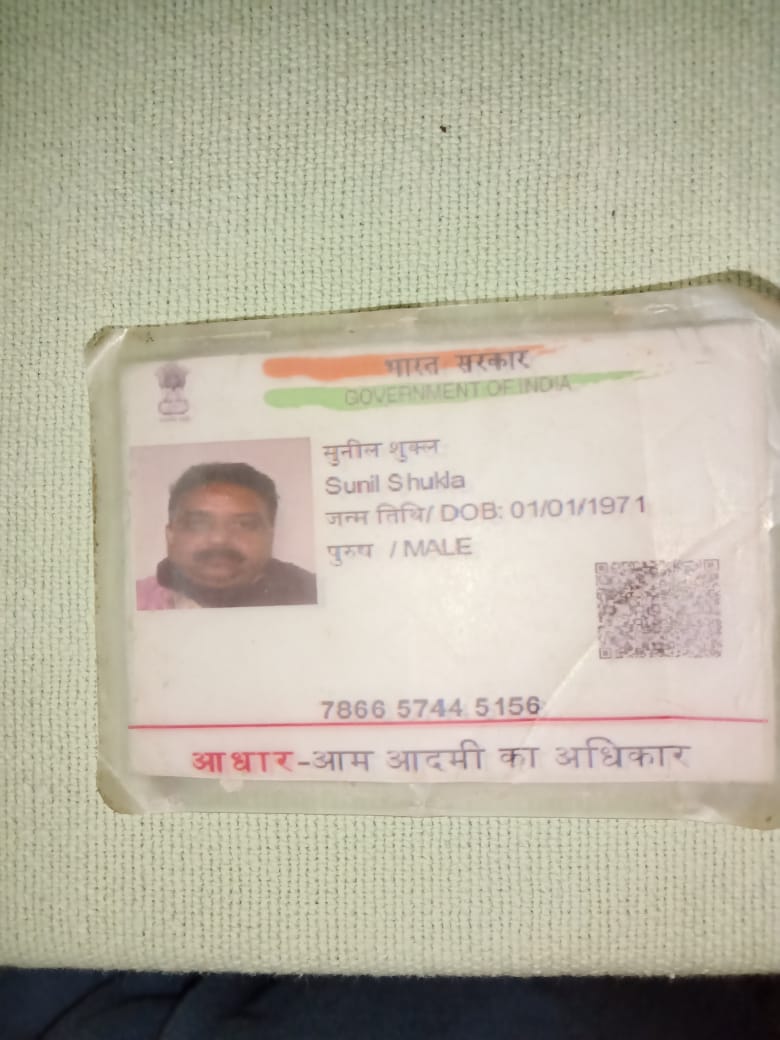 भारत सरकार
GOVERNMENT OF INDIA
सुनील शुक्ल
Sunil Shukla
जन्म तिथि/ DOB: 01/01/1971
पुरुष / MALE
7866 5744 5156
आधार-आम आदमी का अधिकार